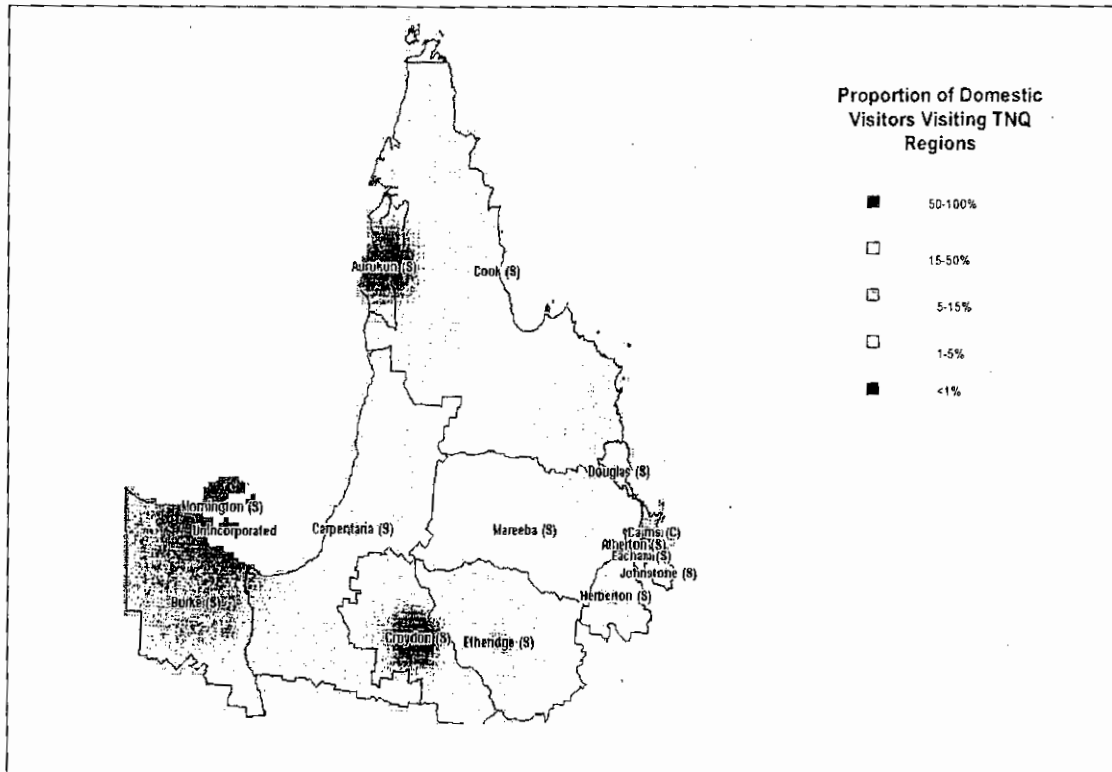 Proportion of Domestic
Visitors Visiting TNQ
Regions
50-100%
15-50%
5-15%
1-5%
<1%
Aurukun (S)
Cook (S)
Douglas (S)
Mornington (S)
Unincorporated
Carpentaria (S)
Mareeba (S)
Cairns (C)
Atherton (S)
Eacham (S)
Johnstone (S)
Herberton (S)
Burke (S)
Croydon (S)
Etheridge (S)